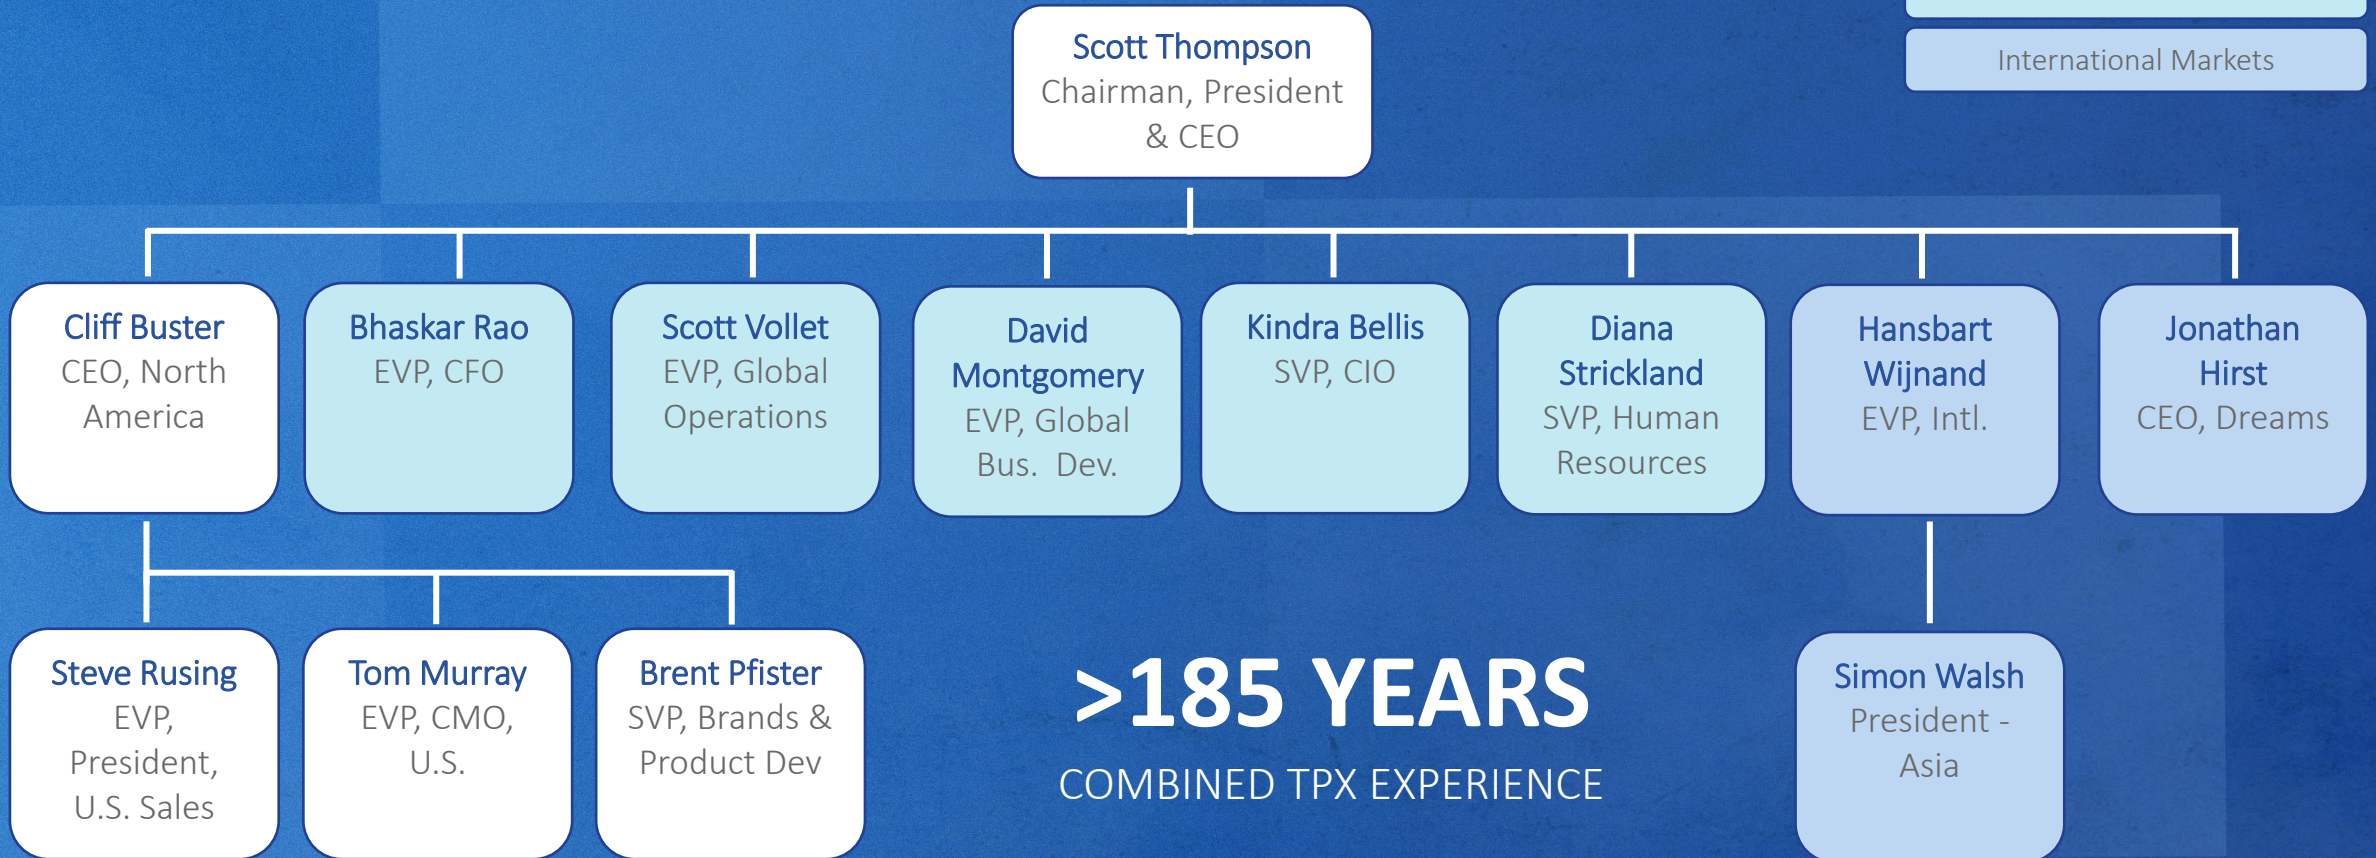 Scott Thompson
Chairman, President
& CEO
International Markets
Cliff Buster
CEO, North
America
Bhaskar Rao
EVP, CFO
Scott Vollet
EVP, Global
Operations
David
Montgomery
EVP, Global
Bus. Dev.
Kindra Bellis
SVP, CIO
Diana
Strickland
SVP, Human
Resources
Hansbart
Wijnand
EVP, Intl.
Jonathan
Hirst
CEO, Dreams
Steve Rusing
EVP,
President,
U.S. Sales
Tom Murray
EVP, CMO,
U.S.
Brent Pfister
SVP, Brands &
Product Dev
>185 YEARS
COMBINED TPX EXPERIENCE
Simon Walsh
President -
Asia